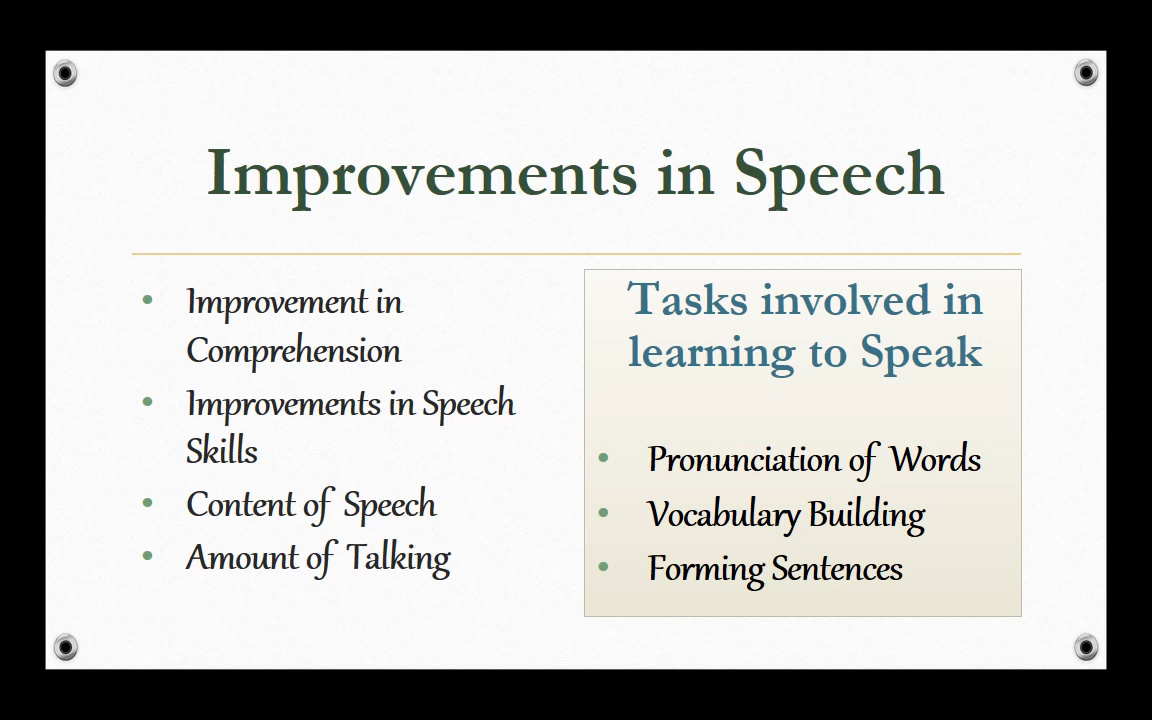 Improvements in Speech
• Improvement in
Comprehension
• Improvements in Speech
Skills
• Content of Speech
• Amount of Talking
Tasks involved in
learning to Speak
• Pronunciation of Words
• Vocabulary Building
• Forming Sentences